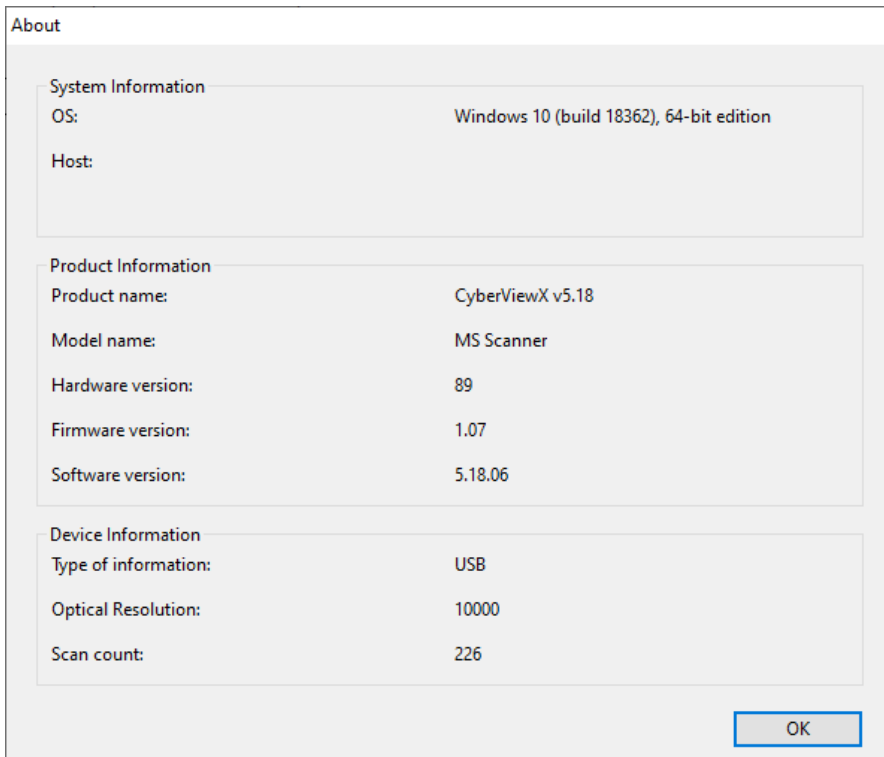 About
System Information
OS: Windows 10 (build 18362), 64-bit edition
Host:
Product Information
Product name: CyberViewX v5.18
Model name: MS Scanner
Hardware version: 89
Firmware version: 1.07
Software version: 5.18.06
Device Information
Type of information: USB
Optical Resolution: 10000
Scan count: 226
OK